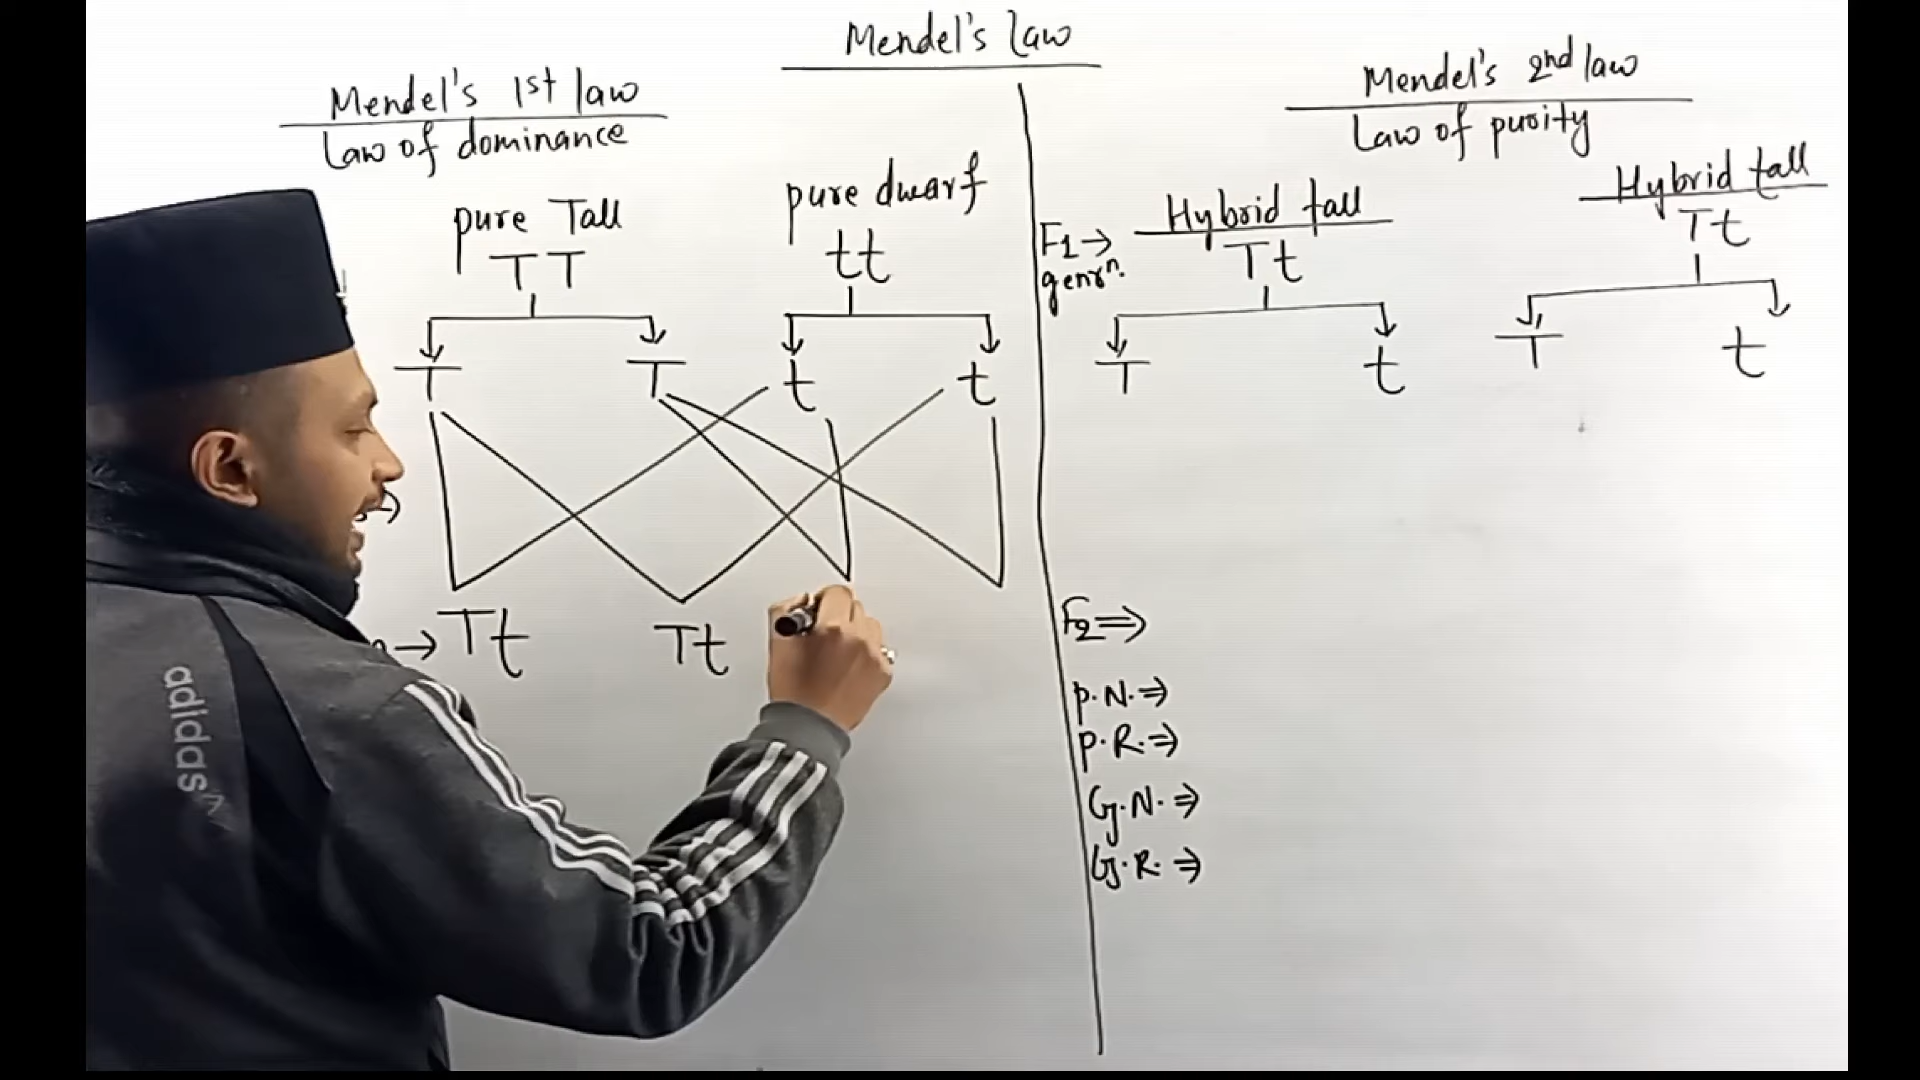 Mendel's law
Mendel's 1st law
Law of dominance
pure Tall
TT
pure dwarf
tt
T
T
t
t
Tt
Tt
Mendel's 2nd law
Law of purity
F1→
genrⁿ.
Hybrid tall
Tt
Hybrid tall
Tt
T
t
T
t
F2⇒
P.N.⇒
P.R.⇒
G.N.⇒
G.R.⇒
adidas